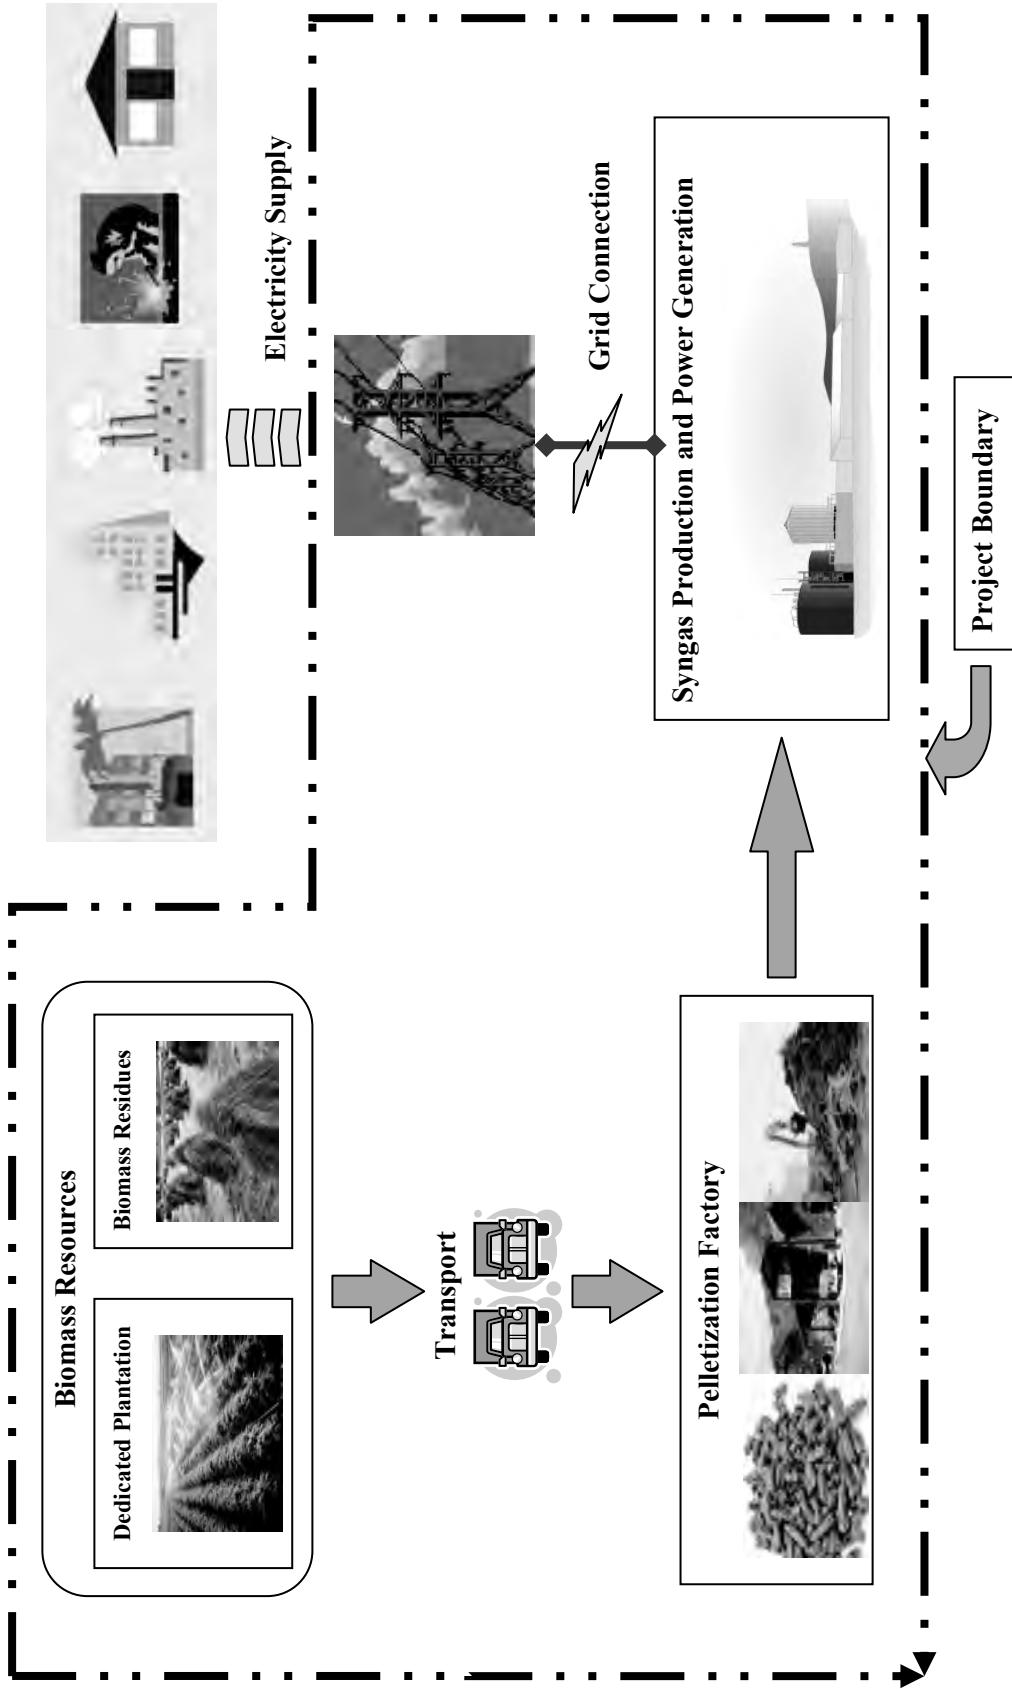 Biomass Resources
Dedicated Plantation
Biomass Residues
Transport
Pelletization Factory
Electricity Supply
Grid Connection
Syngas Production and Power Generation
Project Boundary